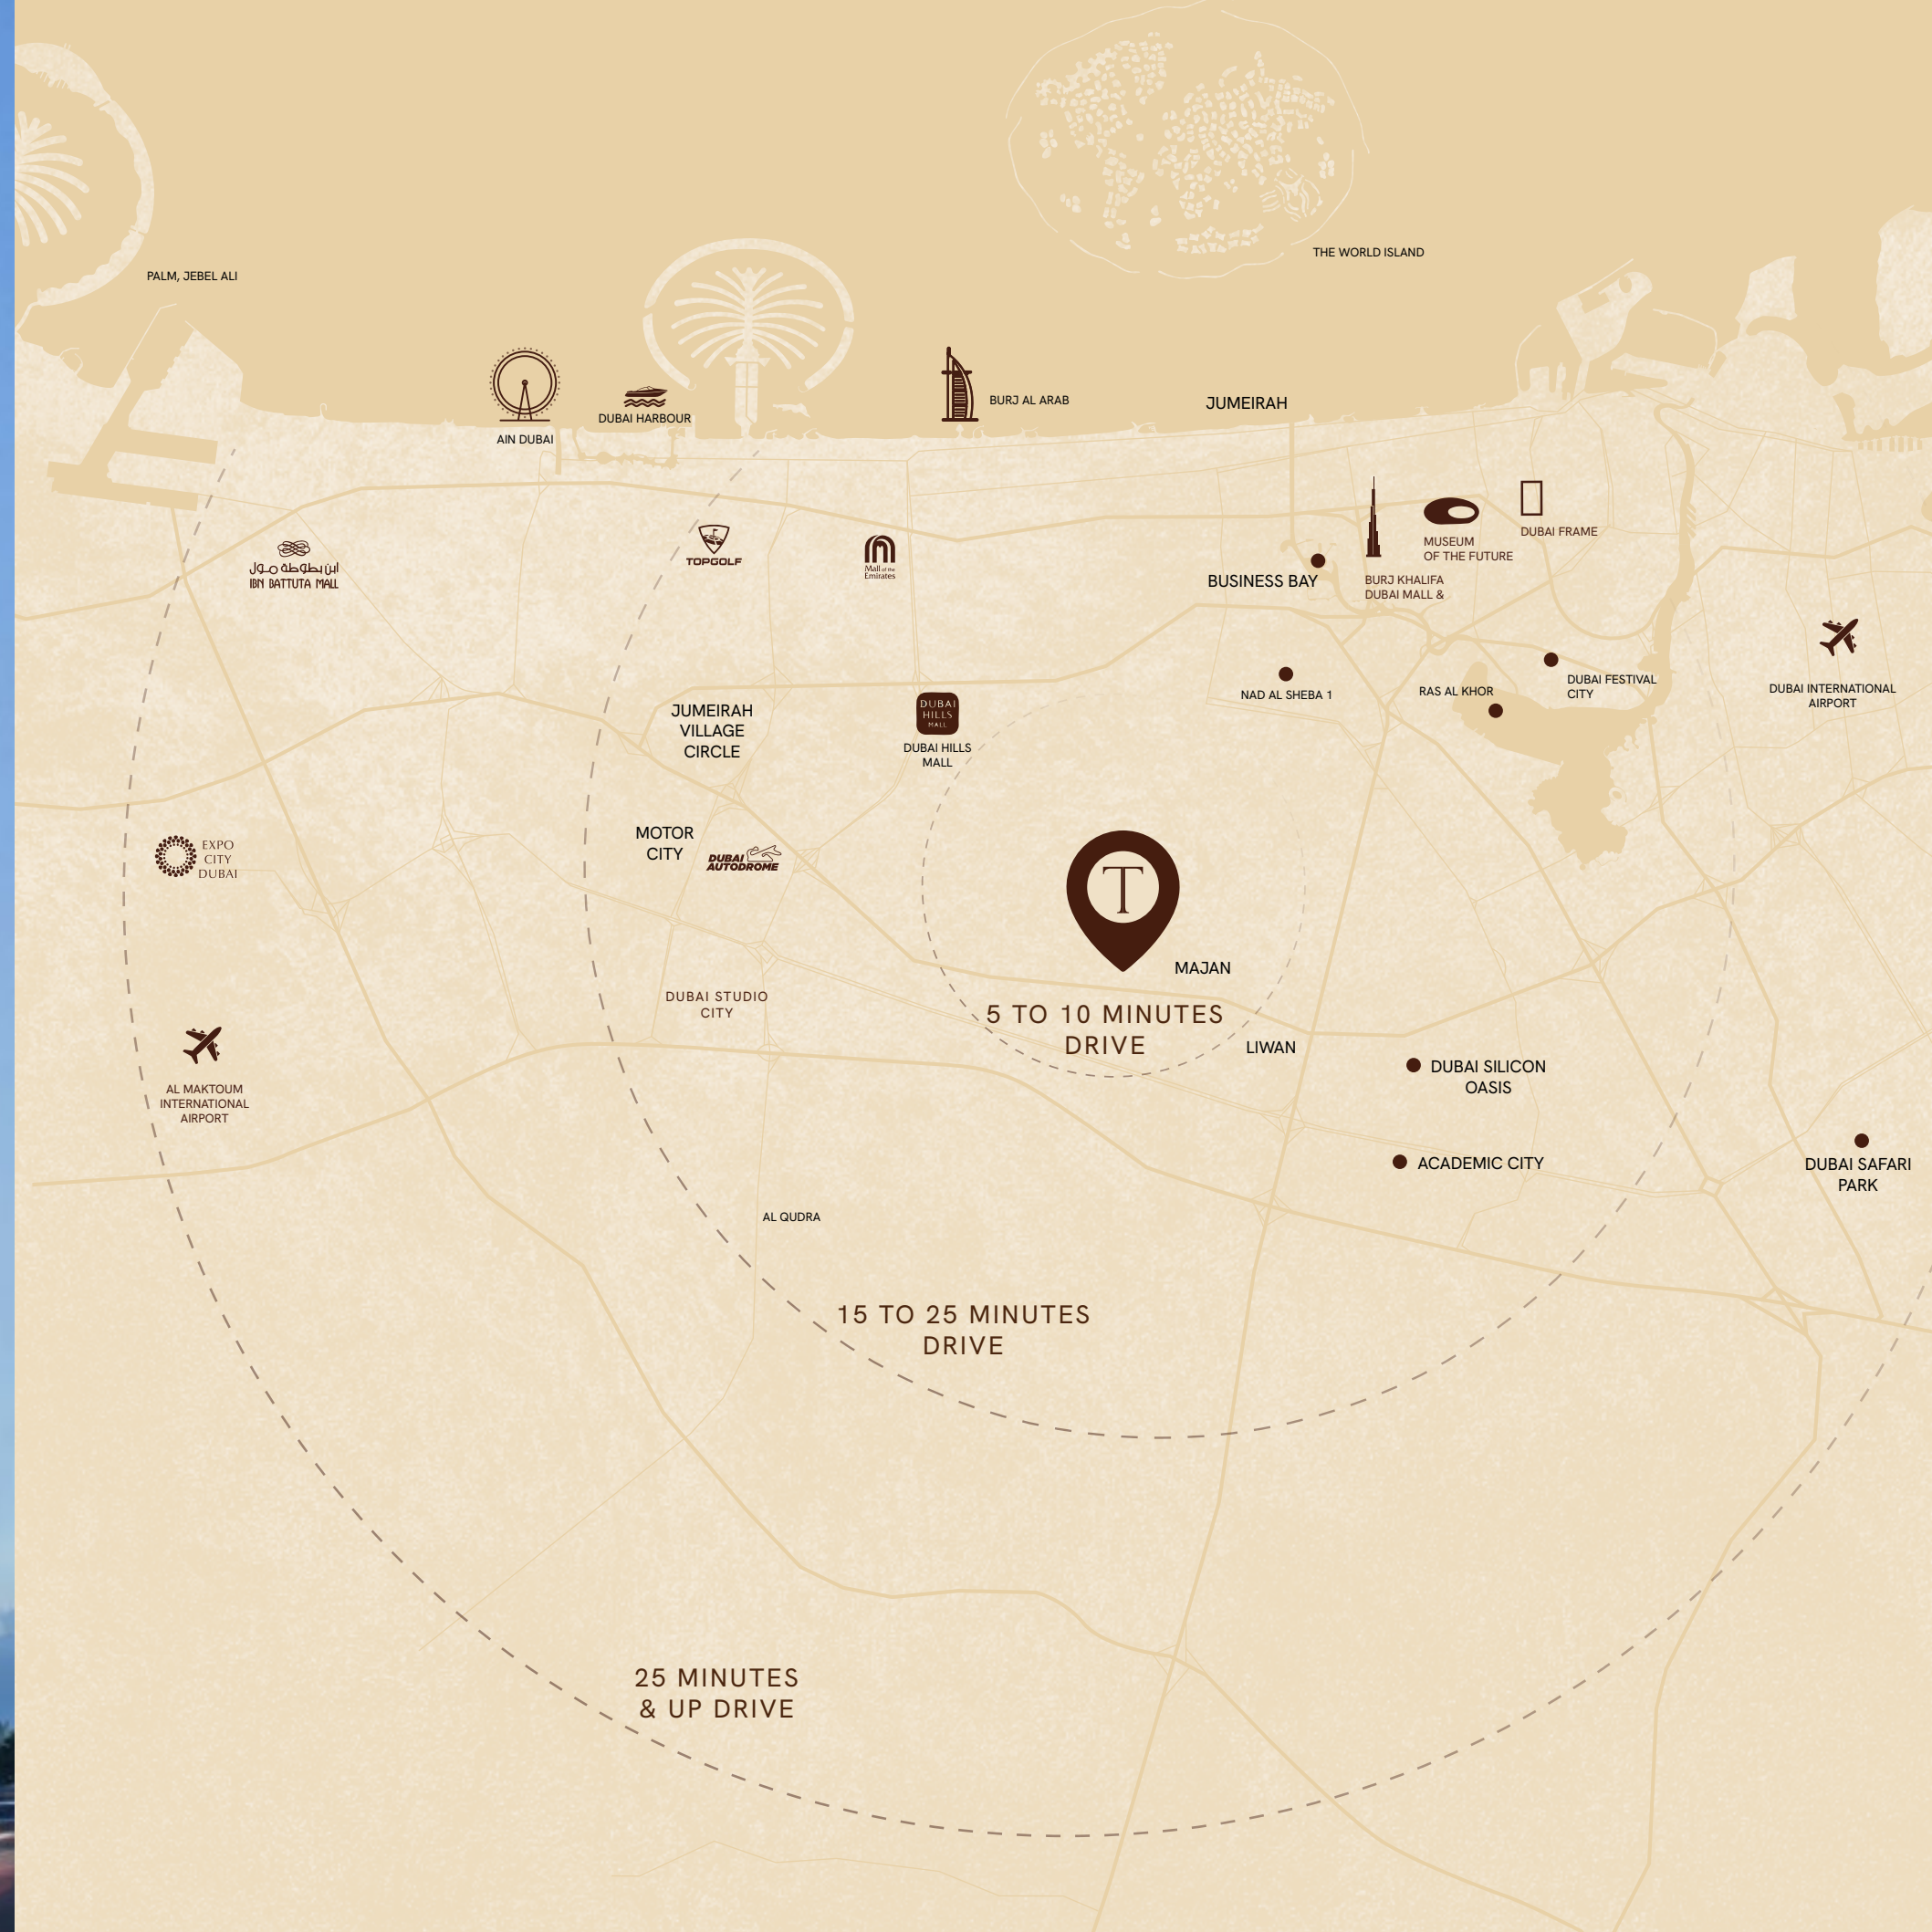 THE WORLD ISLAND
PALM, JEBEL ALI
BURJ AL ARAB
JUMEIRAH
DUBAI HARBOUR
AIN DUBAI
DUBAI FRAME
MUSEUM
OF THE FUTURE
TOPGOLF
ابن بطوطة مول
IBN BATTUTA MALL
Mall of the
Emirates
BUSINESS BAY
BURJ KHALIFA
DUBAI MALL &
NAD AL SHEBA 1
RAS AL KHOR
DUBAI FESTIVAL
CITY
DUBAI INTERNATIONAL
AIRPORT
JUMEIRAH
VILLAGE
CIRCLE
DUBAI
HILLS
MALL
DUBAI HILLS
MALL
MOTOR
CITY
DUBAI
AUTODROME
EXPO
CITY
DUBAI
T
MAJAN
5 TO 10 MINUTES
DRIVE
DUBAI STUDIO
CITY
LIWAN
DUBAI SILICON
OASIS
AL MAKTOUM
INTERNATIONAL
AIRPORT
ACADEMIC CITY
DUBAI SAFARI
PARK
AL QUDRA
15 TO 25 MINUTES
DRIVE
25 MINUTES
& UP DRIVE